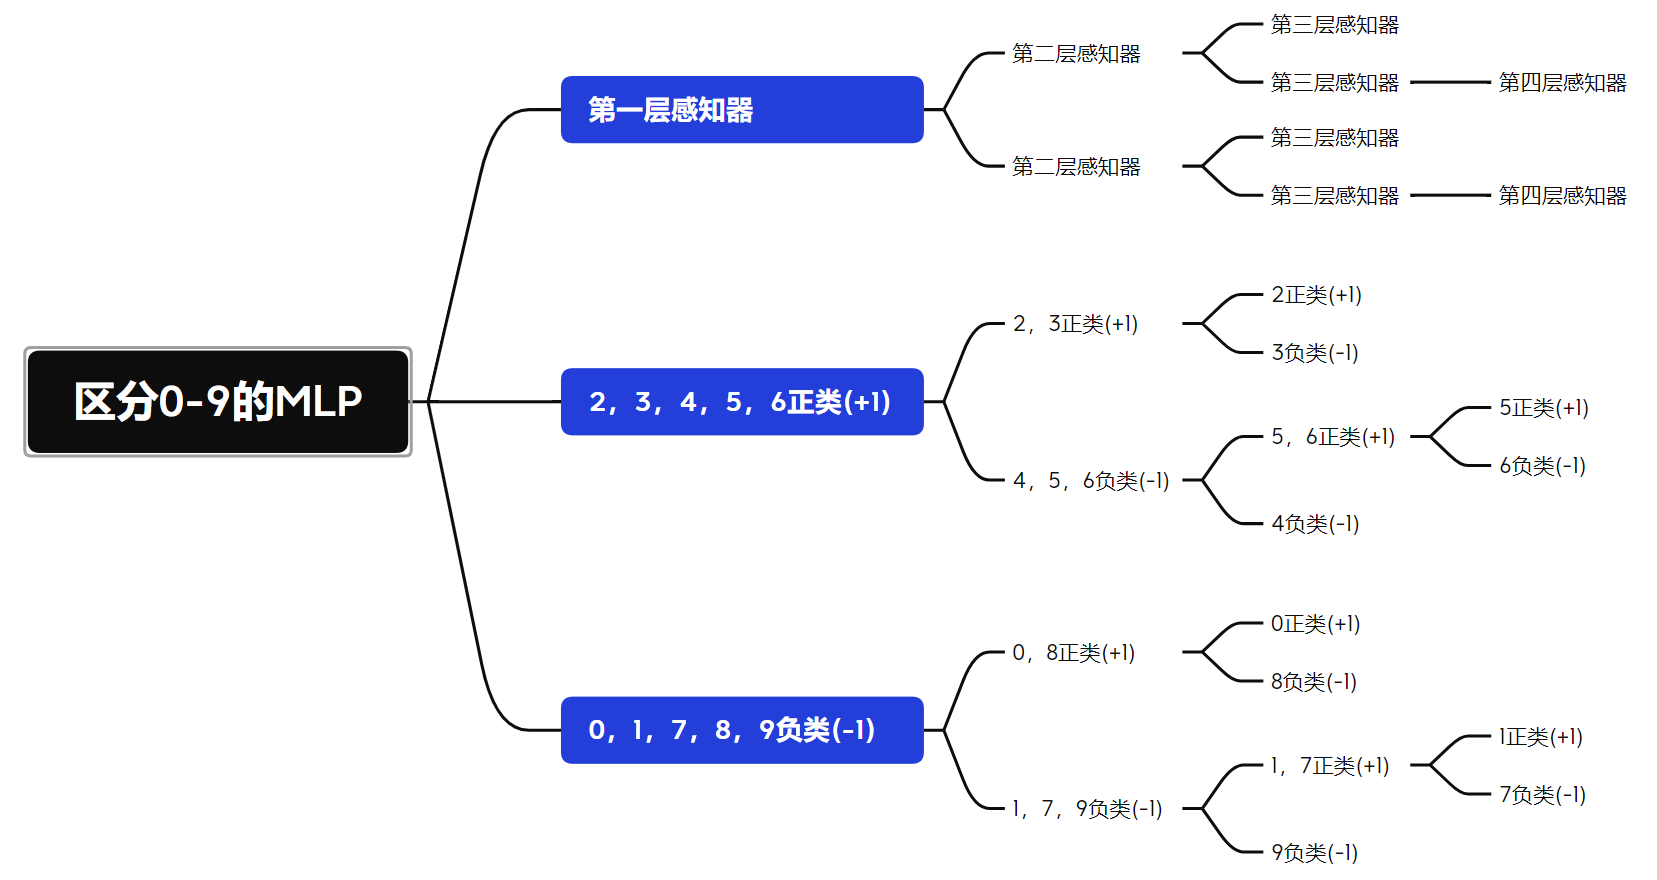 区分0-9的MLP
第一层感知器
第二层感知器
第三层感知器
第三层感知器
第四层感知器
第二层感知器
第三层感知器
第三层感知器
第四层感知器
2，3，4，5，6正类(+1)
2，3正类(+1)
2正类(+1)
3负类(-1)
4，5，6负类(-1)
5，6正类(+1)
5正类(+1)
6负类(-1)
4负类(-1)
0，1，7，8，9负类(-1)
0，8正类(+1)
0正类(+1)
8负类(-1)
1，7，9负类(-1)
1，7正类(+1)
1正类(+1)
7负类(-1)
9负类(-1)